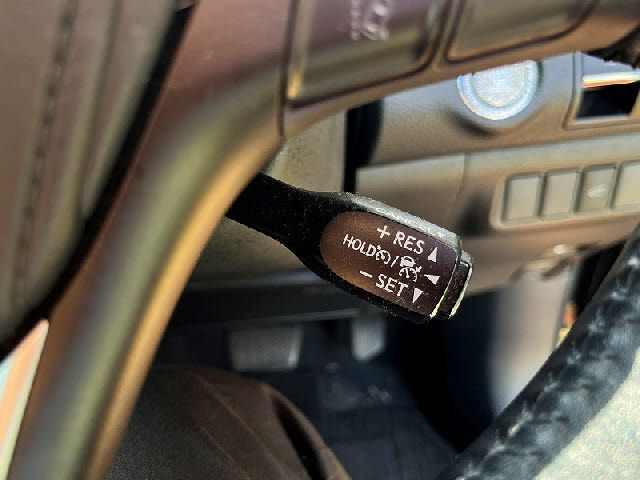 + RES ▲
HOLD / ◀
− SET ▼